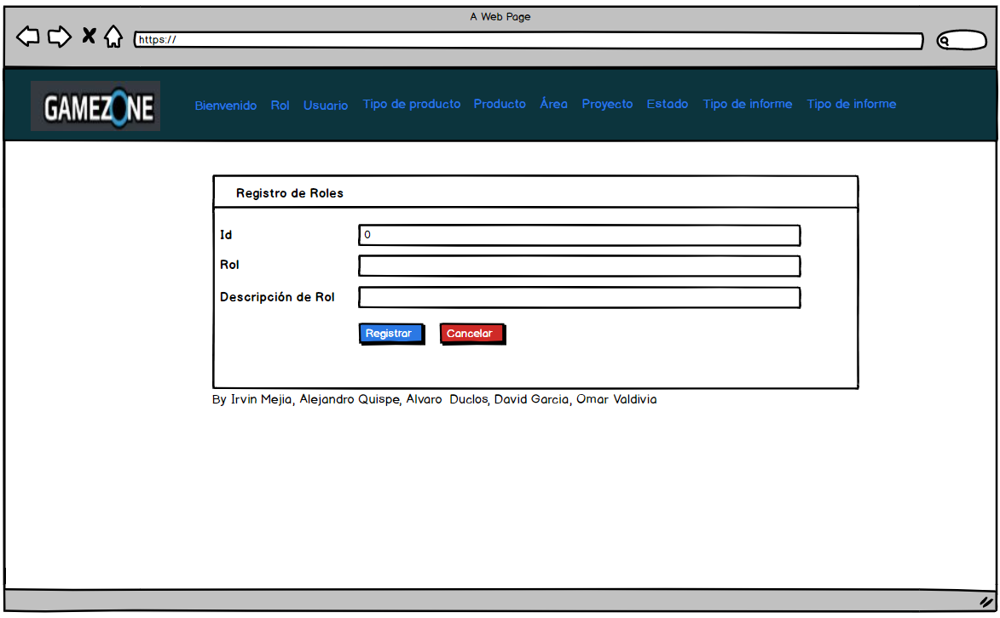 A Web Page
https://
GAMEZONE
Bienvenido Rol Usuario Tipo de producto Producto Área Proyecto Estado Tipo de informe Tipo de informe
Registro de Roles
Id 0
Rol
Descripción de Rol
Registrar Cancelar
By Irvin Mejia, Alejandro Quispe, Alvaro Duclos, David Garcia, Omar Valdivia